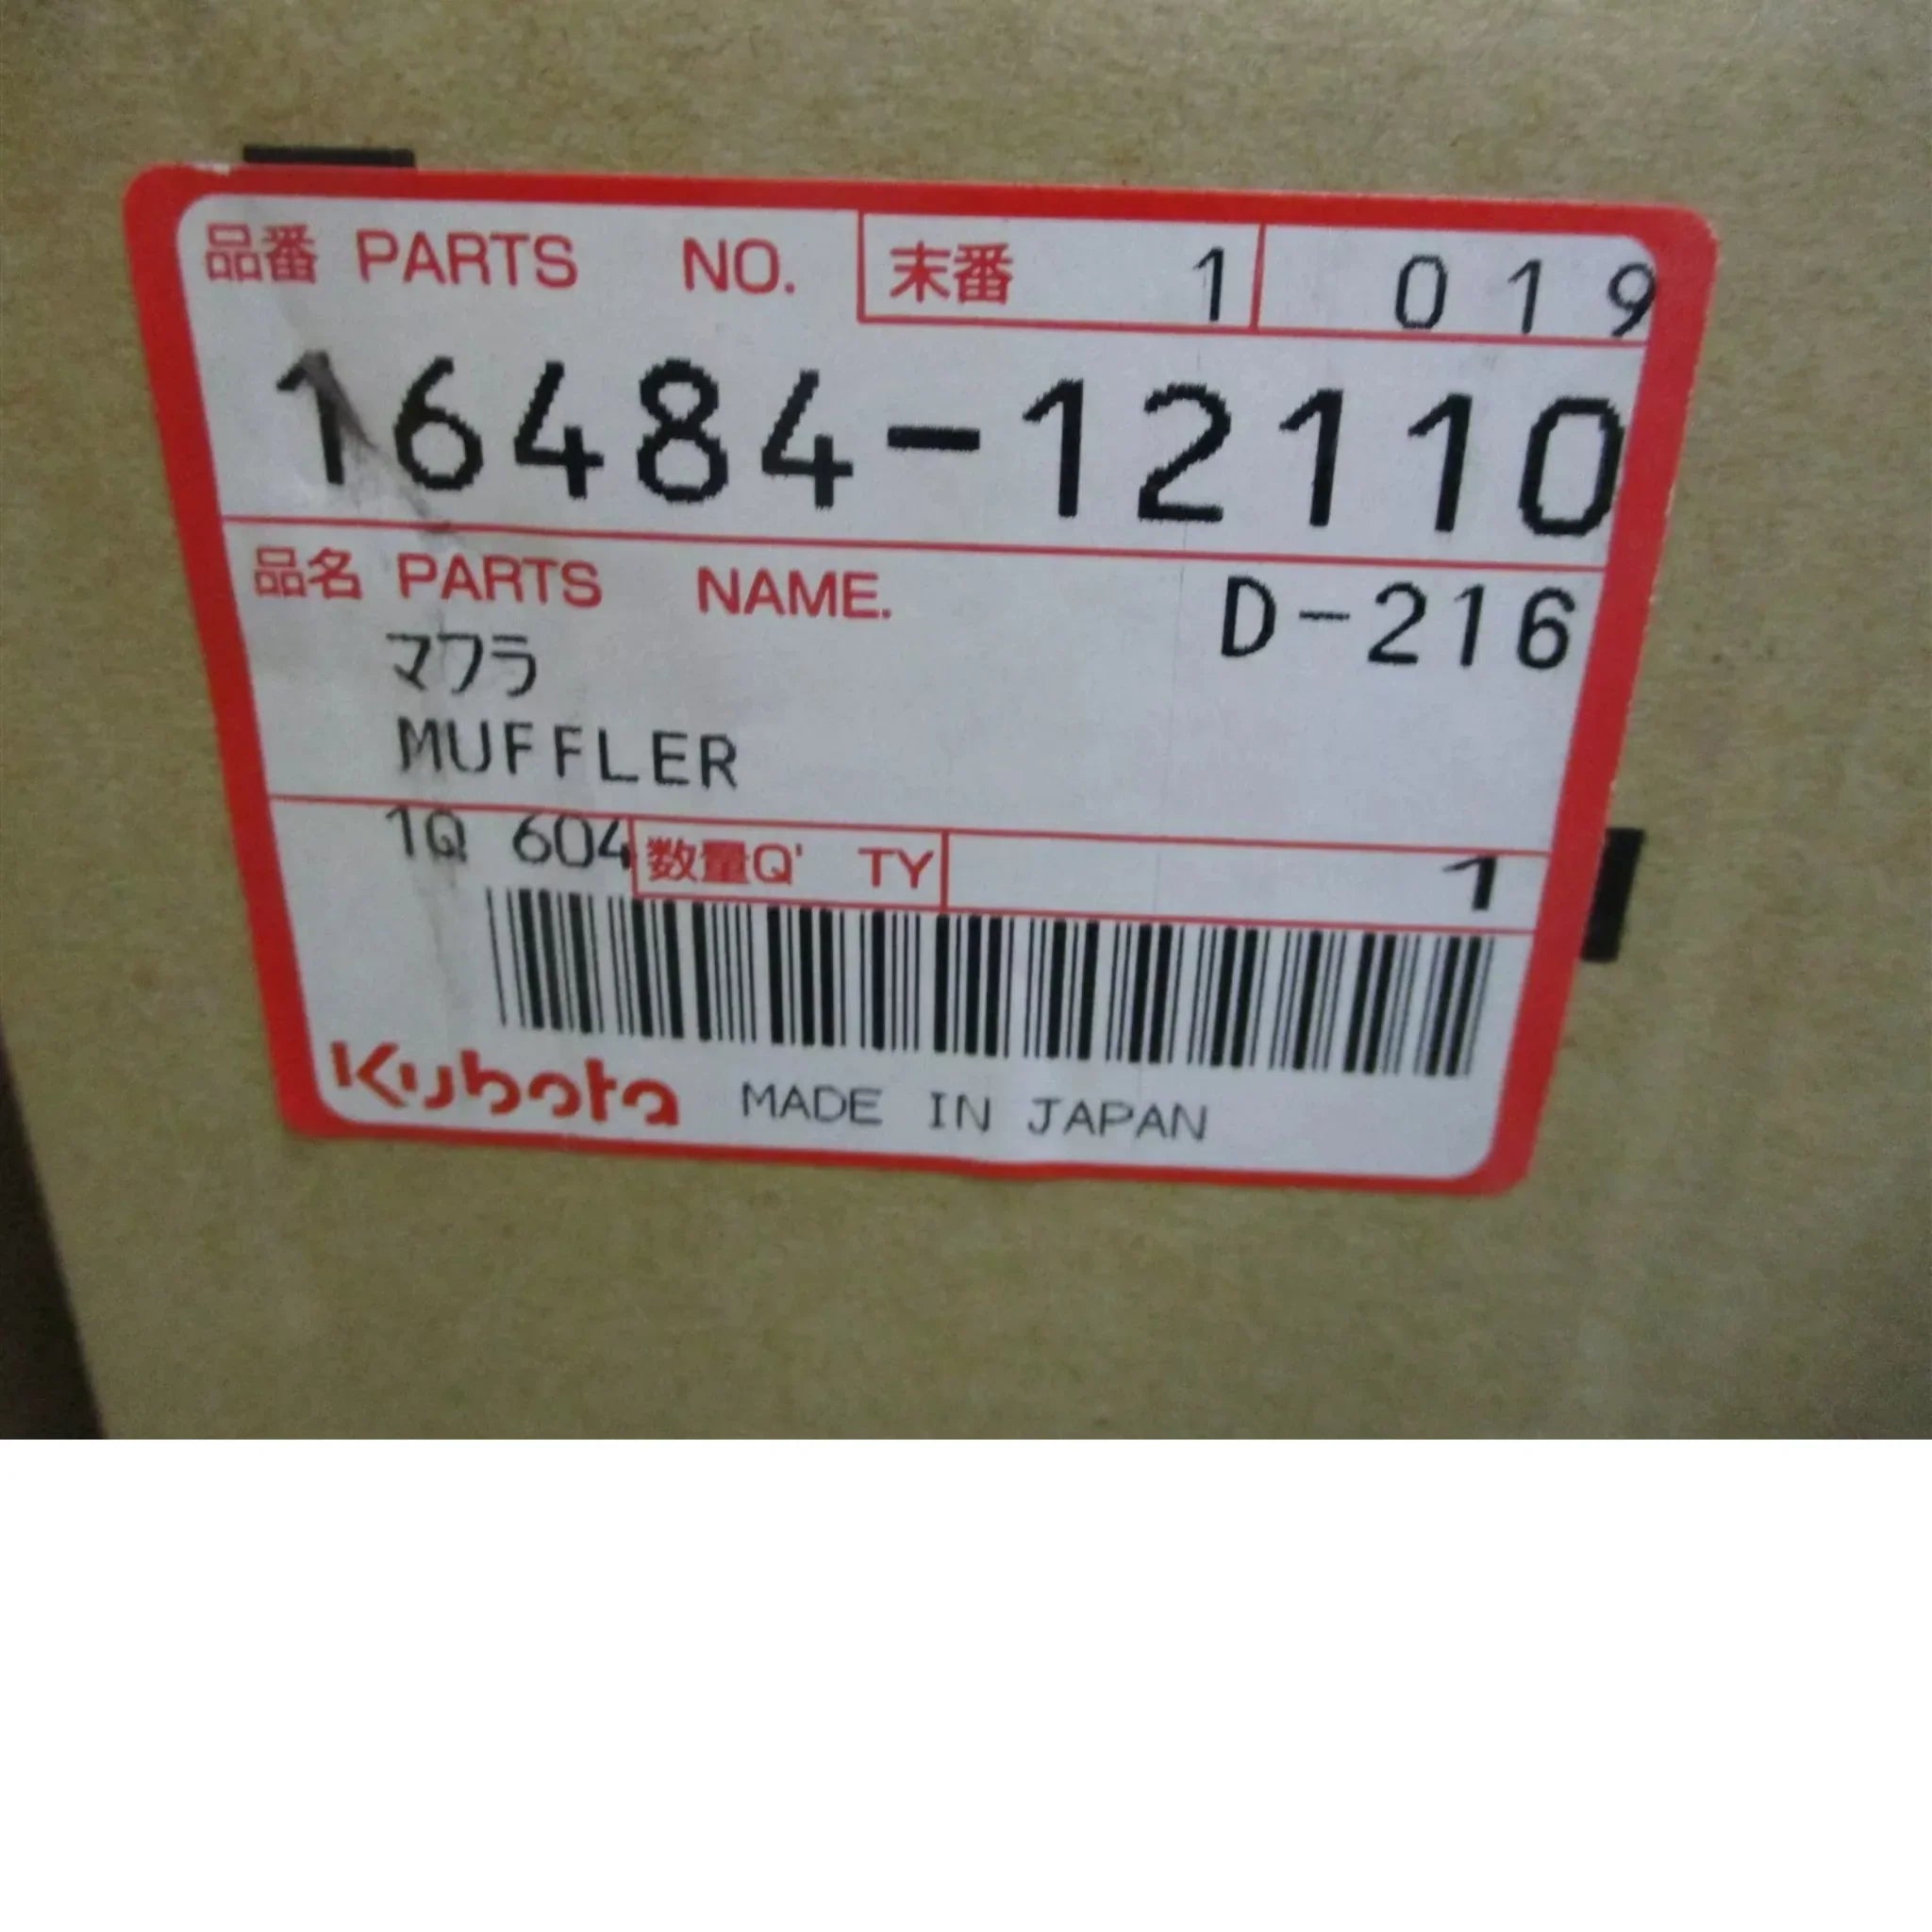 品番 PARTS NO. 末番 1 019
16484-12110
品名 PARTS NAME. D-216
マフラ
MUFFLER
1Q 604 数量Q' TY 1
Kubota MADE IN JAPAN